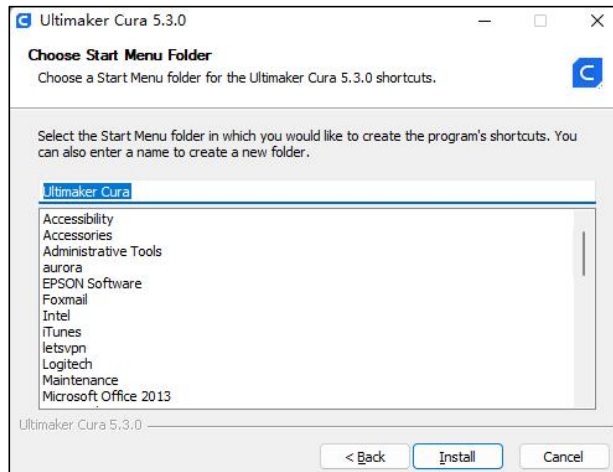 Ultimaker Cura 5.3.0
Choose Start Menu Folder
Choose a Start Menu folder for the Ultimaker Cura 5.3.0 shortcuts.
Select the Start Menu folder in which you would like to create the program's shortcuts. You
can also enter a name to create a new folder.
Ultimaker Cura
Accessibility
Accessories
Administrative Tools
aurora
EPSON Software
Foxmail
Intel
iTunes
letsvpn
Logitech
Maintenance
Microsoft Office 2013
Ultimaker Cura 5.3.0
< Back Install Cancel